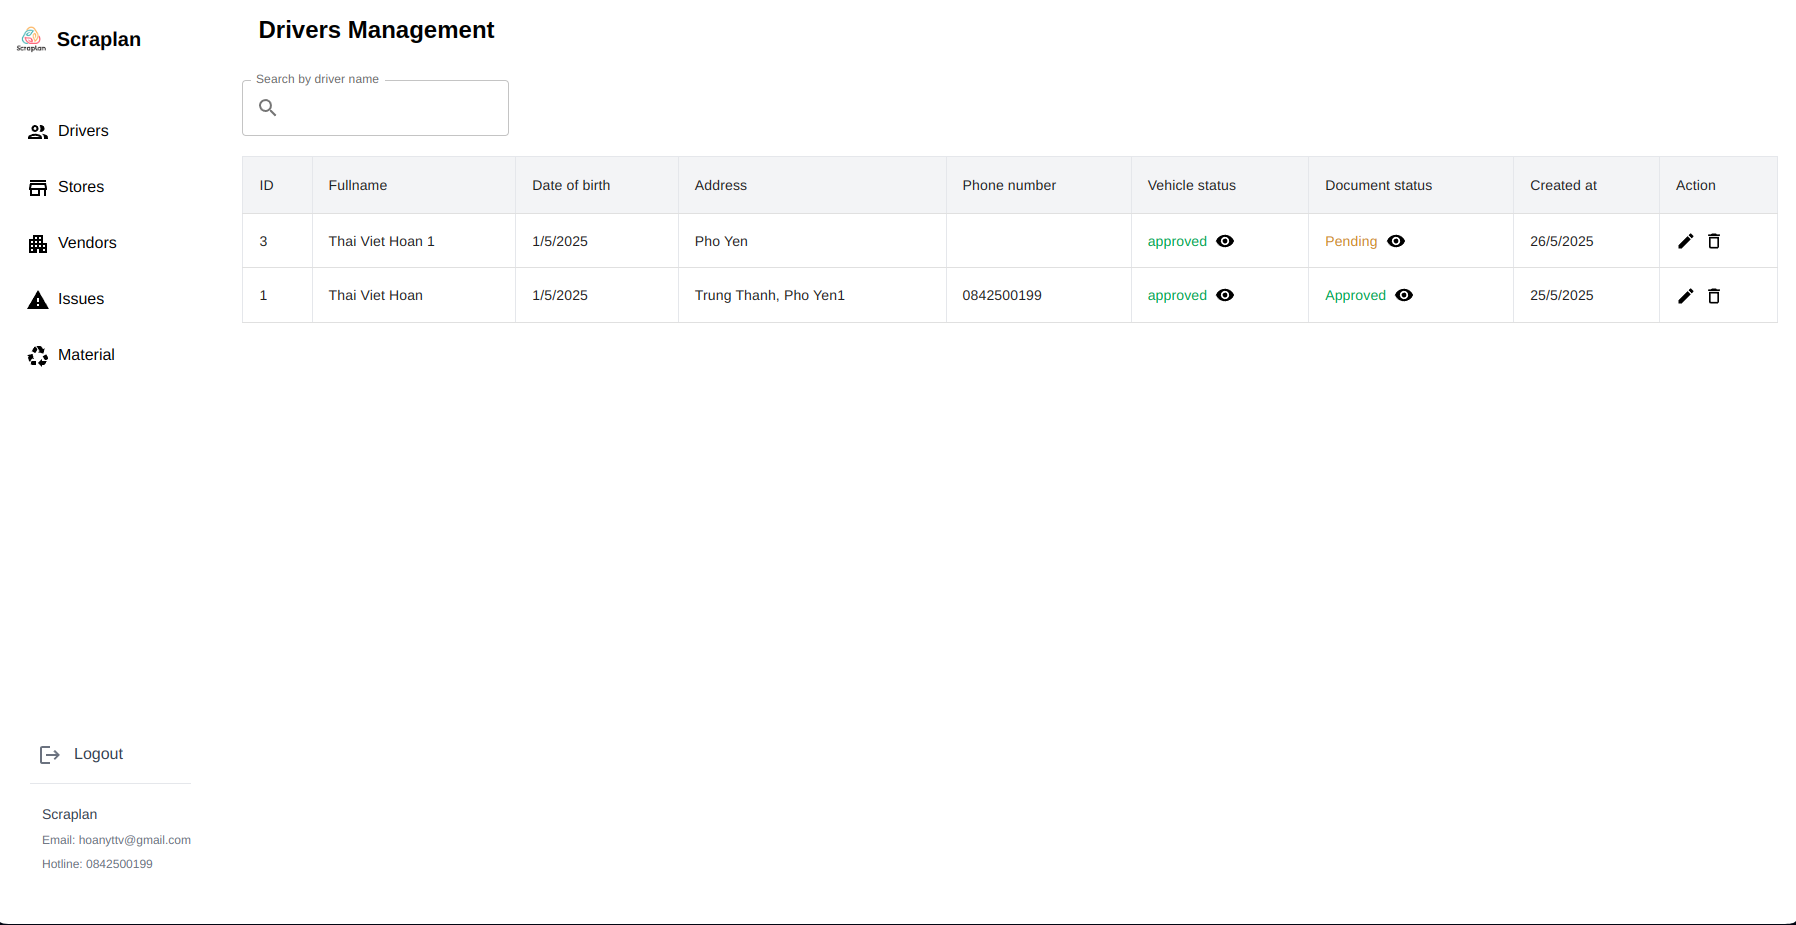 Scraplan
Scraplan
Drivers
Stores
Vendors
Issues
Material
Logout
Scraplan
Email: hoanyttv@gmail.com
Hotline: 0842500199
Drivers Management
Search by driver name
ID Fullname Date of birth Address Phone number Vehicle status Document status Created at Action
3 Thai Viet Hoan 1 1/5/2025 Pho Yen approved Pending 26/5/2025
1 Thai Viet Hoan 1/5/2025 Trung Thanh, Pho Yen1 0842500199 approved Approved 25/5/2025